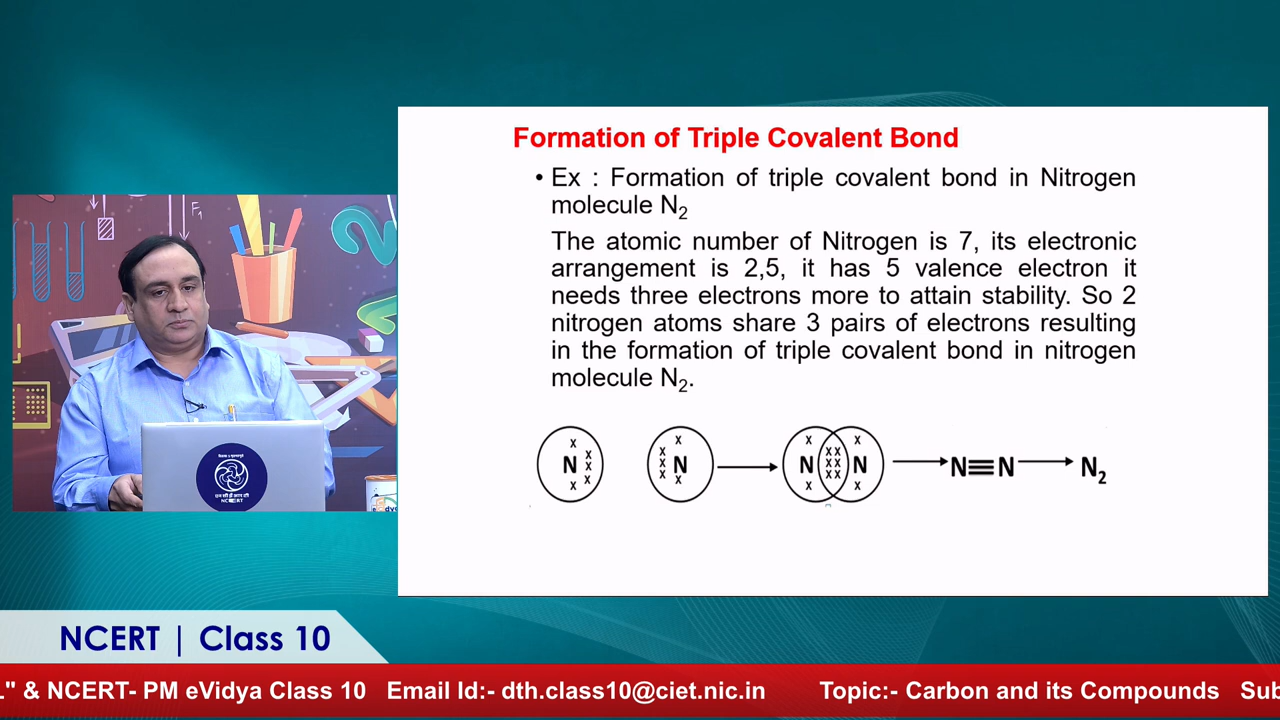 Formation of Triple Covalent Bond
• Ex : Formation of triple covalent bond in Nitrogen
molecule N₂
The atomic number of Nitrogen is 7, its electronic
arrangement is 2,5, it has 5 valence electron it
needs three electrons more to attain stability. So 2
nitrogen atoms share 3 pairs of electrons resulting
in the formation of triple covalent bond in nitrogen
molecule N₂.
N N N N N≡N N₂
F₁
NCERT
NCERT | Class 10
." & NCERT- PM eVidya Class 10 Email Id:- dth.class10@ciet.nic.in Topic:- Carbon and its Compounds Sub